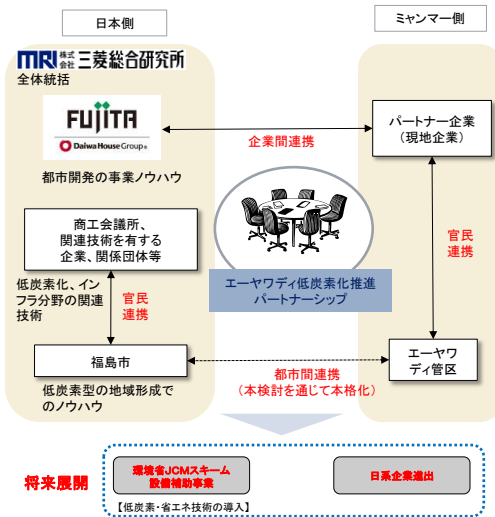 日本側
ミャンマー側
MRI 株式会社 三菱総合研究所
全体統括
FUJITA
Daiwa House Group®
都市開発の事業ノウハウ
企業間連携
パートナー企業
（現地企業）
商工会議所、
関連技術を有する
企業、関係団体等
低炭素化、イン
フラ分野の関連
技術
官民
連携
エーヤワディ低炭素化推進
パートナーシップ
官民
連携
福島市
低炭素型の地域形成で
のノウハウ
都市間連携
（本検討を通じて本格化）
エーヤワ
ディ管区
将来展開
環境省JCMスキーム
設備補助事業
日系企業進出
【低炭素・省エネ技術の導入】